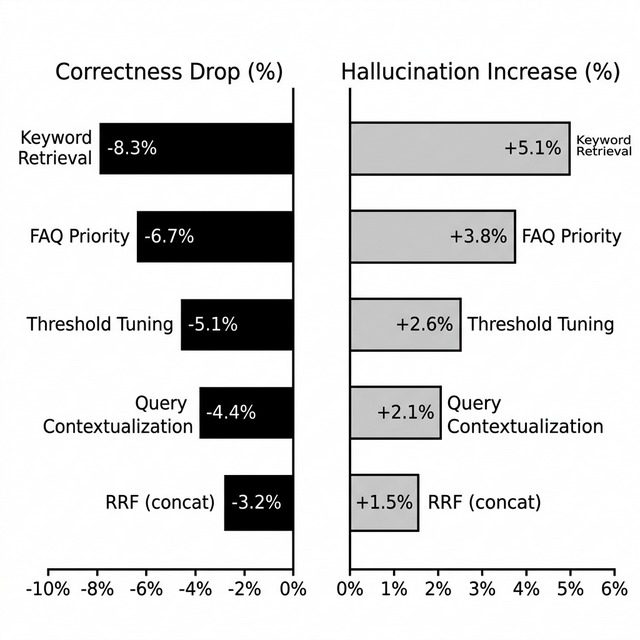 Correctness Drop (%)
Keyword
Retrieval
-8.3%
FAQ Priority
-6.7%
Threshold Tuning
-5.1%
Query
Contextualization
-4.4%
RRF (concat)
-3.2%
-10% -8% -6% -4% -2% 0%
Hallucination Increase (%)
+5.1%
Keyword
Retrieval
+3.8%
FAQ Priority
+2.6%
Threshold Tuning
+2.1%
Query
Contextualization
+1.5%
RRF (concat)
0% 1% 2% 3% 4% 5% 6%